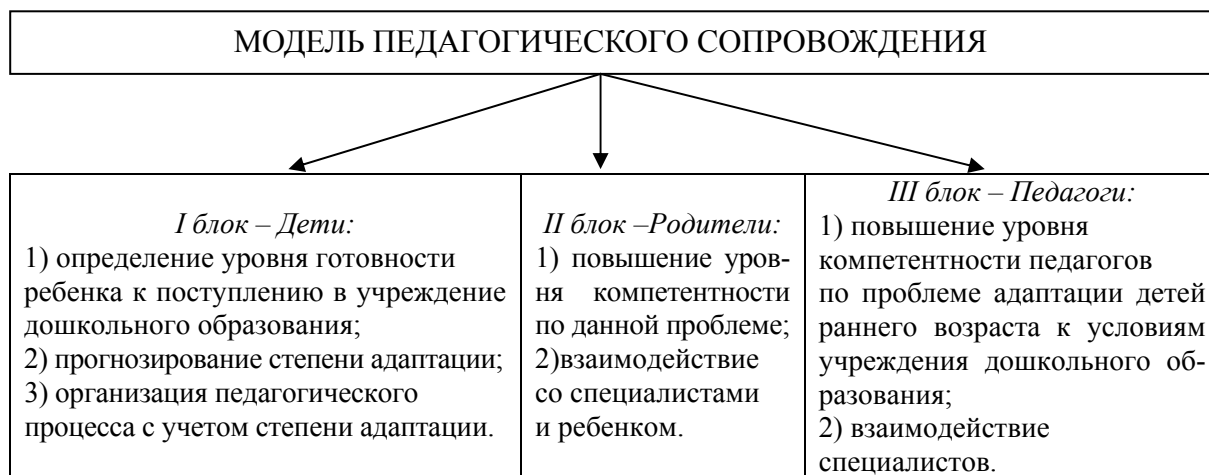 МОДЕЛЬ ПЕДАГОГИЧЕСКОГО СОПРОВОЖДЕНИЯ
I блок – Дети:
1) определение уровня готовности
ребенка к поступлению в учреждение
дошкольного образования;
2) прогнозирование степени адаптации;
3) организация педагогического
процесса с учетом степени адаптации.
II блок –Родители:
1) повышение уров-
ня компетентности
по данной проблеме;
2)взаимодействие
со специалистами
и ребенком.
III блок – Педагоги:
1) повышение уровня
компетентности педагогов
по проблеме адаптации детей
раннего возраста к условиям
учреждения дошкольного об-
разования;
2) взаимодействие
специалистов.